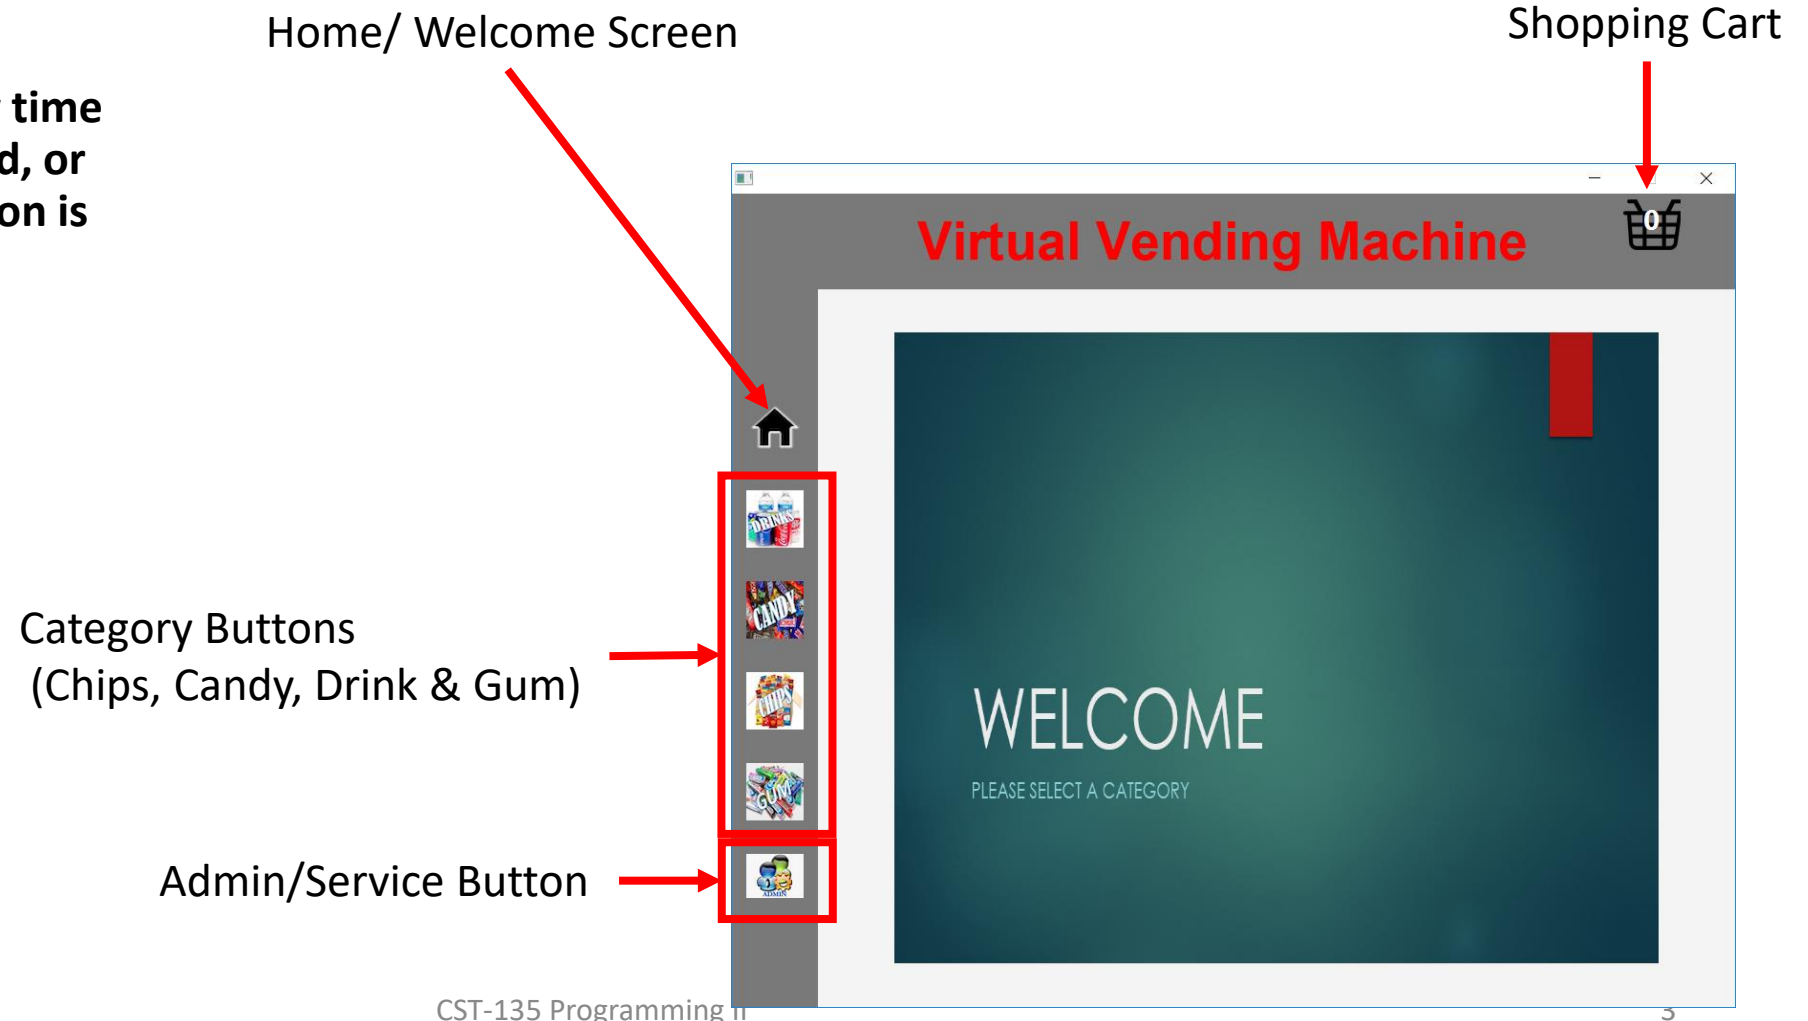 Home/ Welcome Screen
Shopping Cart
time
d, or
on is
Virtual Vending Machine
0
DRINKS
CANDY
CHIPS
GUM
ADMIN
Category Buttons
(Chips, Candy, Drink & Gum)
Admin/Service Button
WELCOME
PLEASE SELECT A CATEGORY
CST-135 Programming II
3